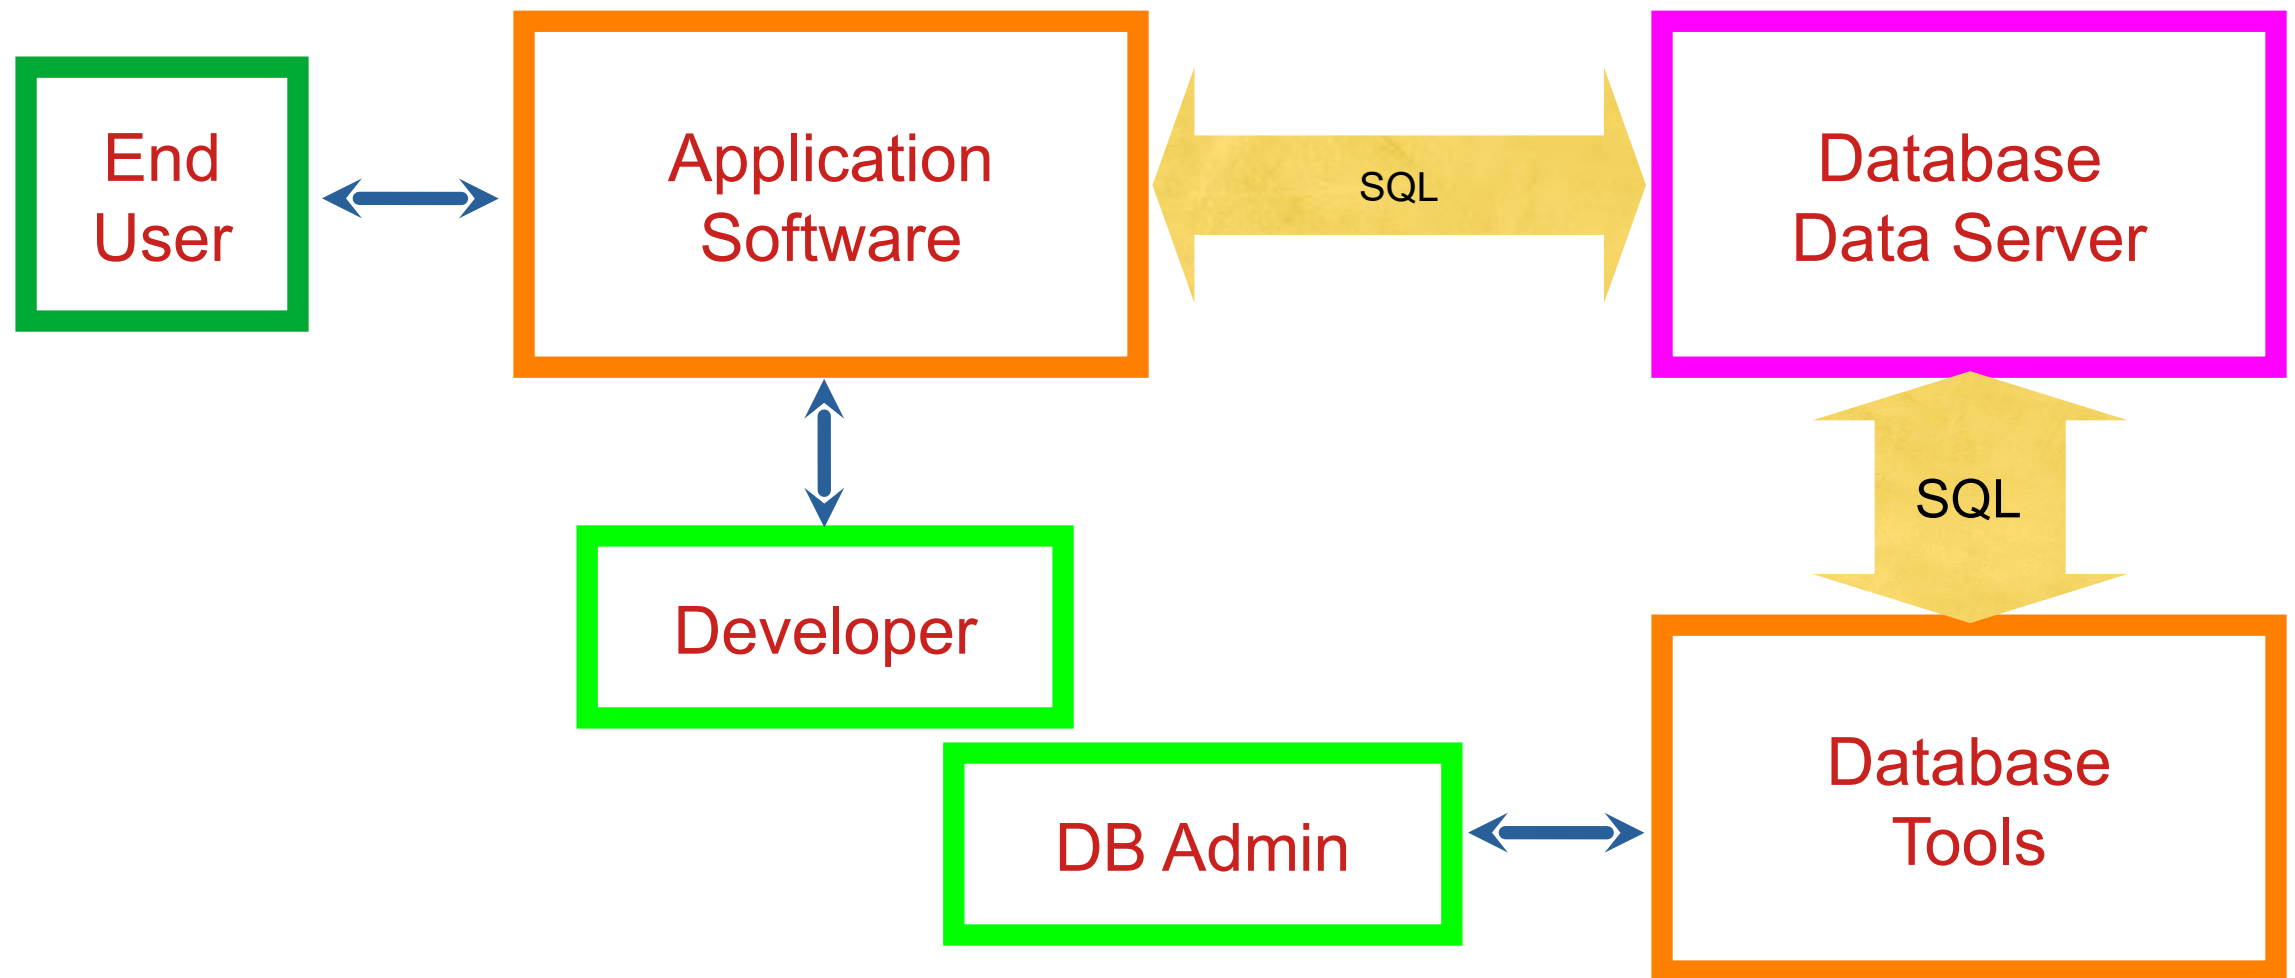 End
User
Application
Software
SQL
Database
Data Server
SQL
Developer
DB Admin
Database
Tools